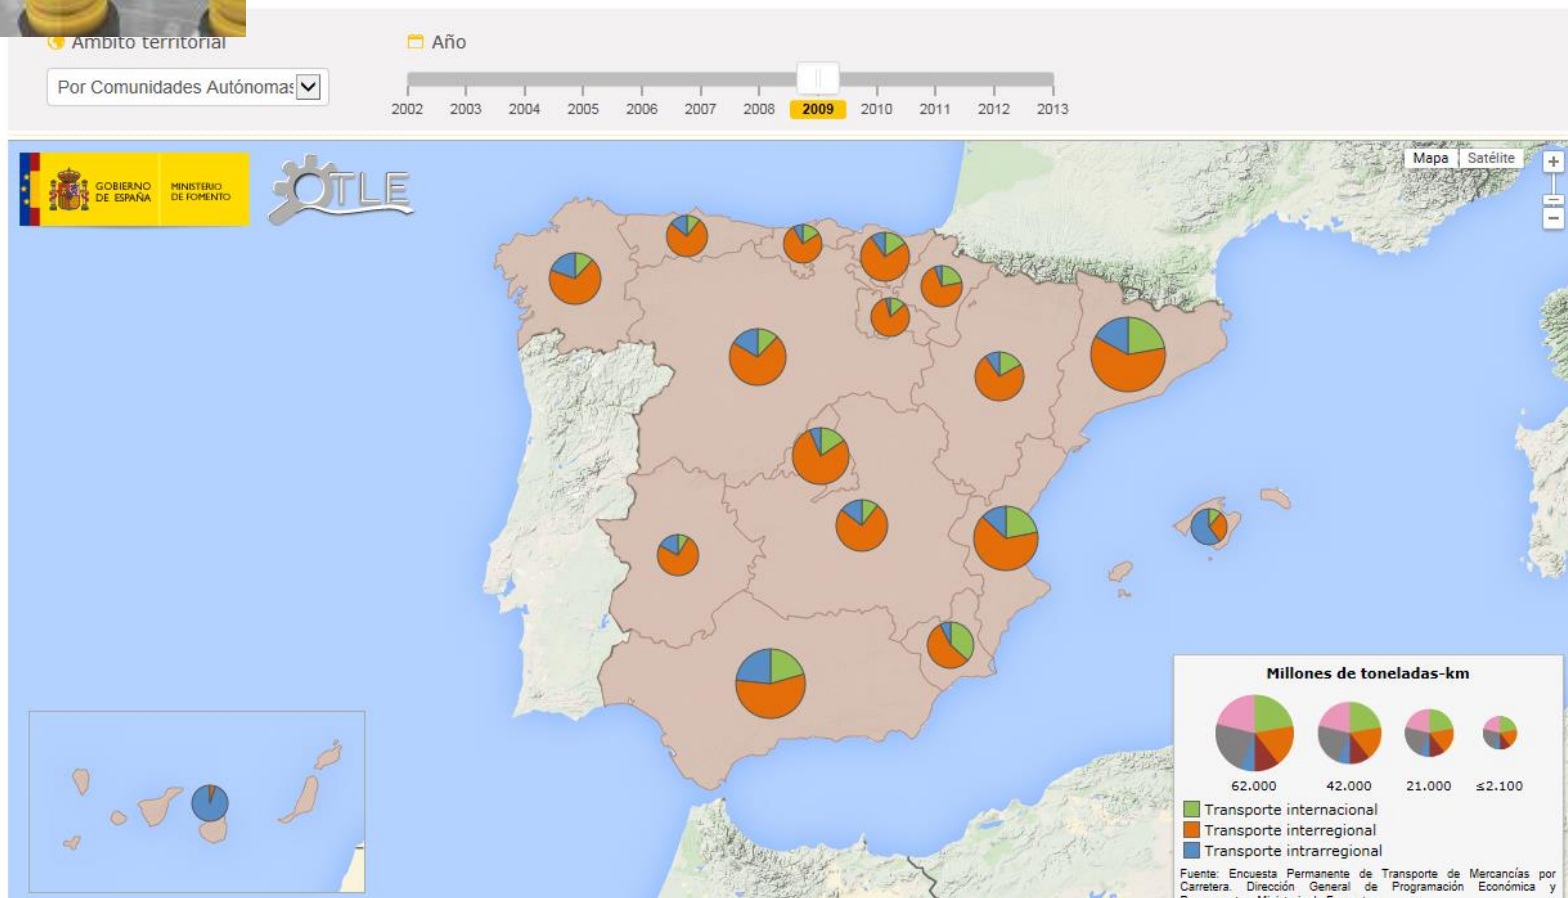 Ámbito territorial
Año
Por Comunidades Autónomas
2002 2003 2004 2005 2006 2007 2008 2009 2010 2011 2012 2013
GOBIERNO
DE ESPAÑA
MINISTERIO
DE FOMENTO
OTLE
Mapa Satélite
Millones de toneladas-km
62.000 42.000 21.000 ≤2.100
Transporte internacional
Transporte interregional
Transporte intrarregional
Fuente: Encuesta Permanente de Transporte de Mercancías por
Carretera. Dirección General de Programación Económica y